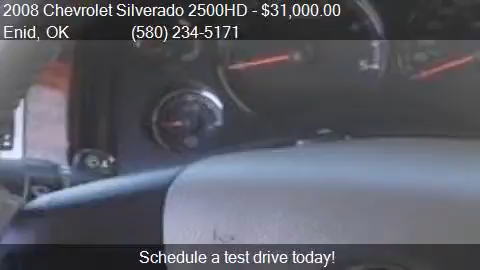 2008 Chevrolet Silverado 2500HD - $31,000.00
Enid, OK (580) 234-5171
Schedule a test drive today!